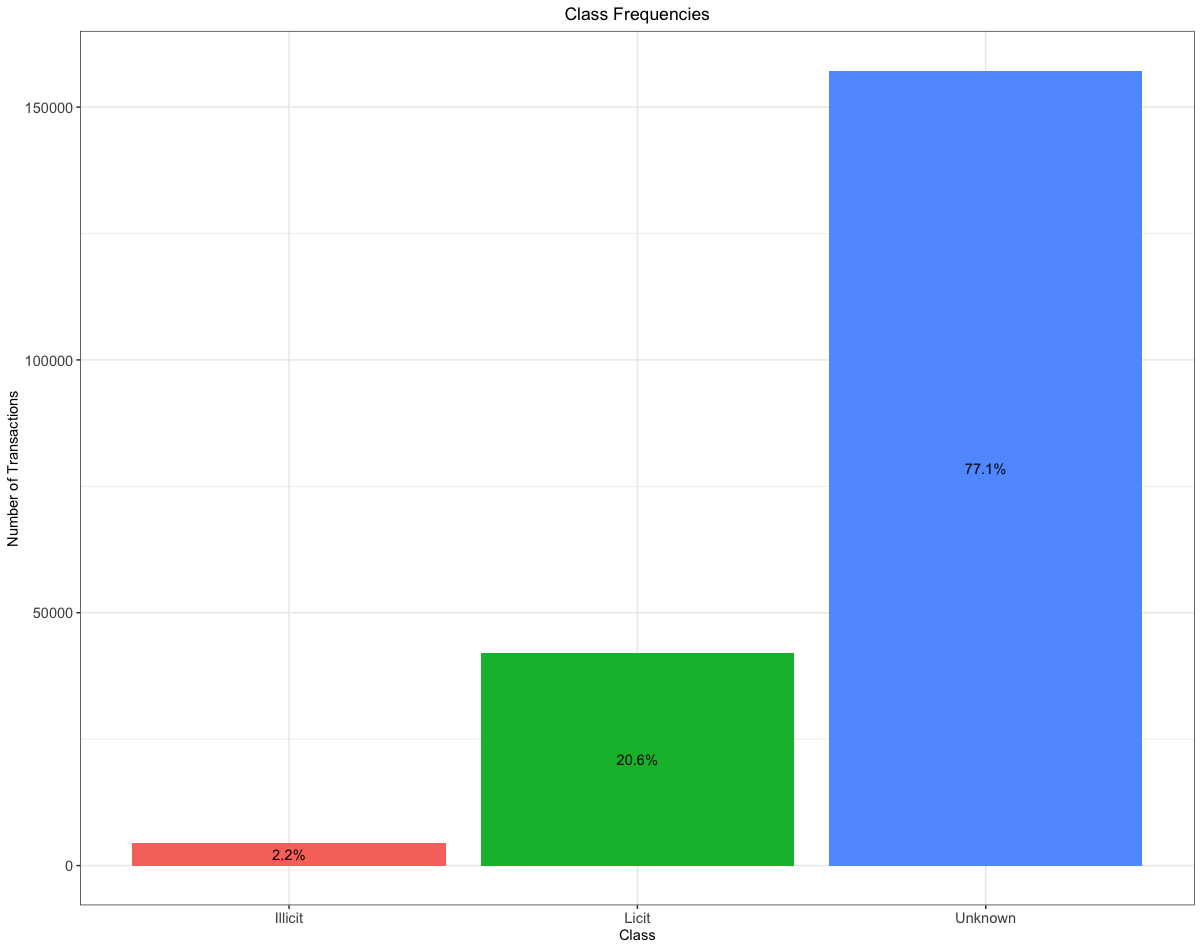 Class Frequencies
Number of Transactions
150000
100000
50000
0
77.1%
20.6%
2.2%
Illicit
Licit
Unknown
Class